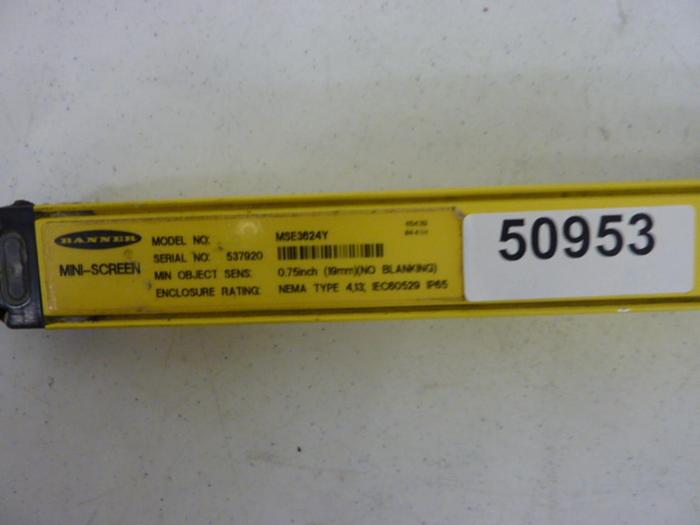 BANNER
MINI-SCREEN
MODEL NO: MSE3624Y
SERIAL NO: 537920
MIN OBJECT SENS: 0.75inch (19mm)(NO BLANKING)
ENCLOSURE RATING: NEMA TYPE 4,13; IEC60529 IP65
50953